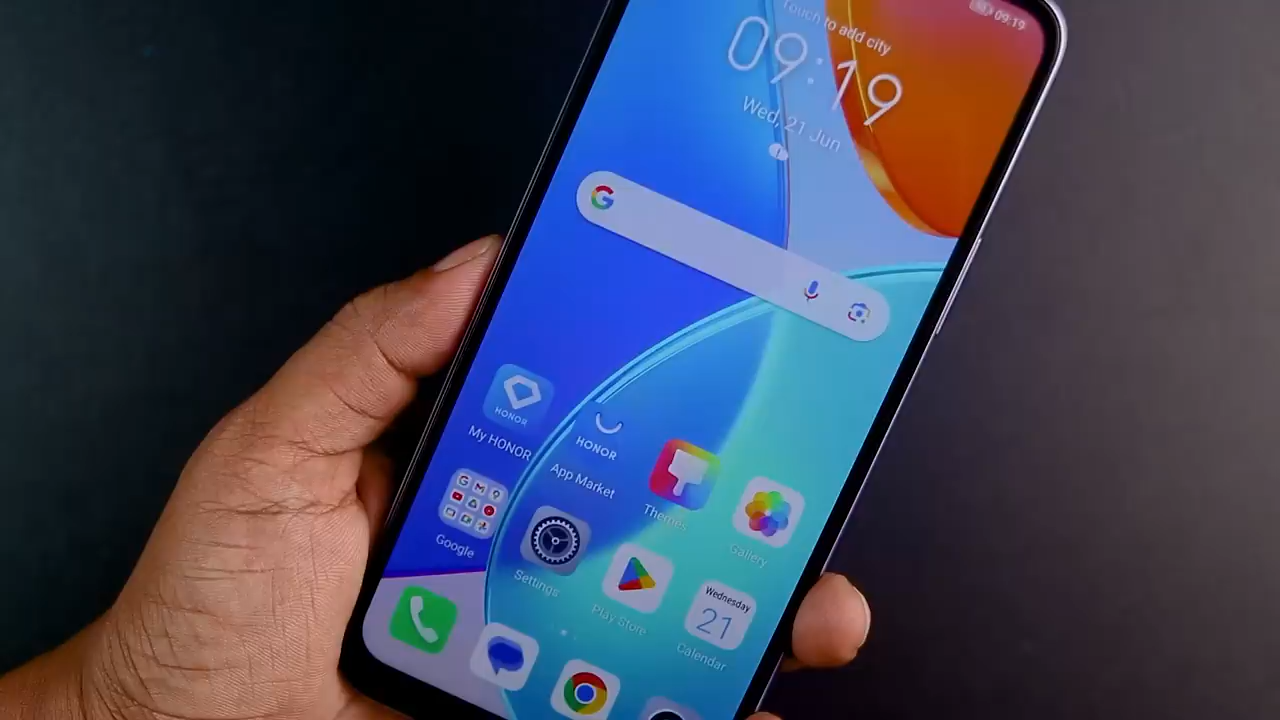 09:19
Touch to add city
09:19
Wed, 21 Jun
HONOR
My HONOR
HONOR
App Market
Themes
Gallery
Google
Settings
Play Store
Wednesday
21
Calendar